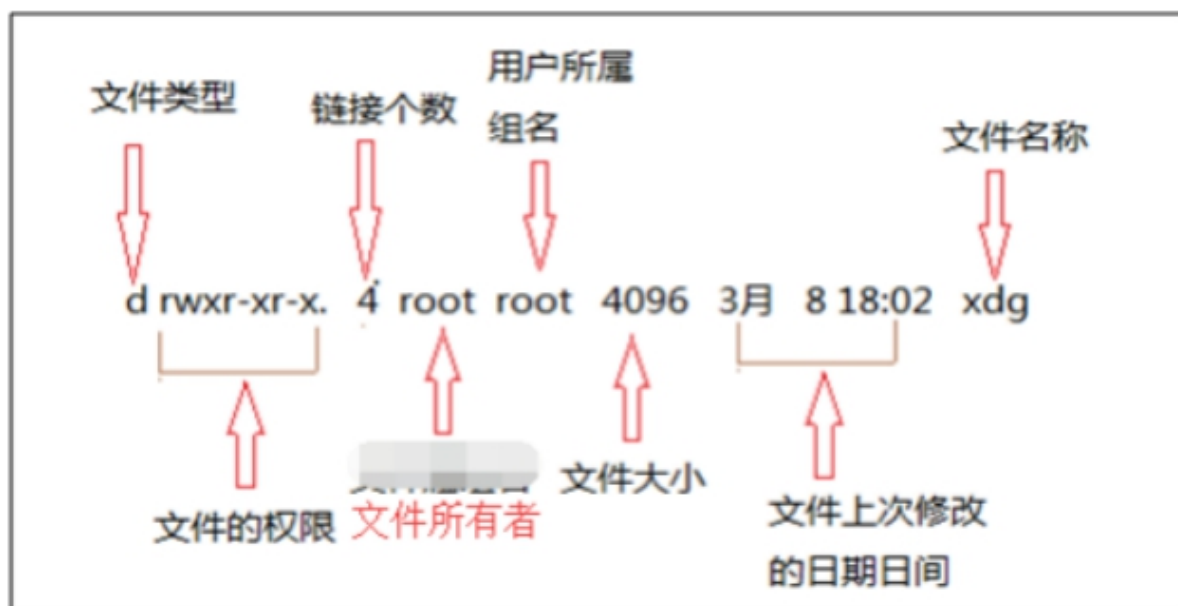 用户所属
文件类型
链接个数
组名
文件名称
d rwxr-xr-x. 4 root root 4096 3月 8 18:02 xdg
文件大小
文件的权限
文件所有者
文件上次修改
的日期日间